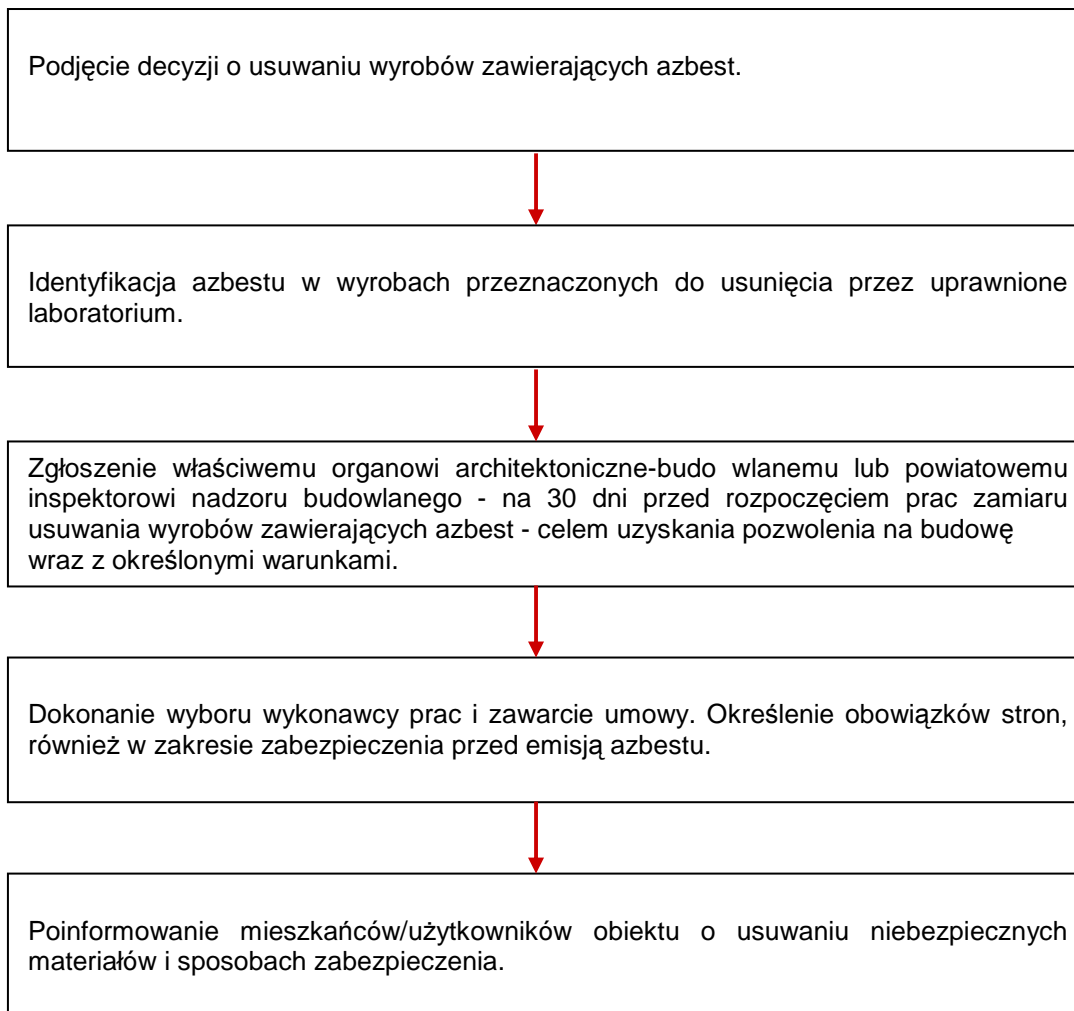 Podjęcie decyzji o usuwaniu wyrobów zawierających azbest.
Identyfikacja azbestu w wyrobach przeznaczonych do usunięcia przez uprawnione
laboratorium.
Zgłoszenie właściwemu organowi architektoniczne-budo wlanemu lub powiatowemu
inspektorowi nadzoru budowlanego - na 30 dni przed rozpoczęciem prac zamiaru
usuwania wyrobów zawierających azbest - celem uzyskania pozwolenia na budowę
wraz z określonymi warunkami.
Dokonanie wyboru wykonawcy prac i zawarcie umowy. Określenie obowiązków stron,
również w zakresie zabezpieczenia przed emisją azbestu.
Poinformowanie mieszkańców/użytkowników obiektu o usuwaniu niebezpiecznych
materiałów i sposobach zabezpieczenia.